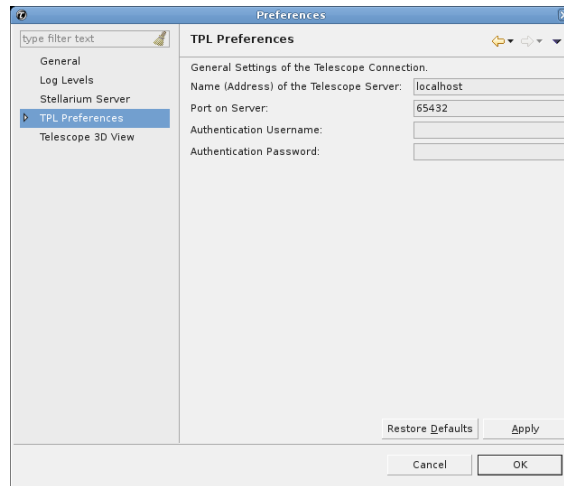 Preferences
type filter text
General
Log Levels
Stellarium Server
TPL Preferences
Telescope 3D View
TPL Preferences
General Settings of the Telescope Connection.
Name (Address) of the Telescope Server: localhost
Port on Server: 65432
Authentication Username:
Authentication Password:
Restore Defaults Apply
Cancel OK